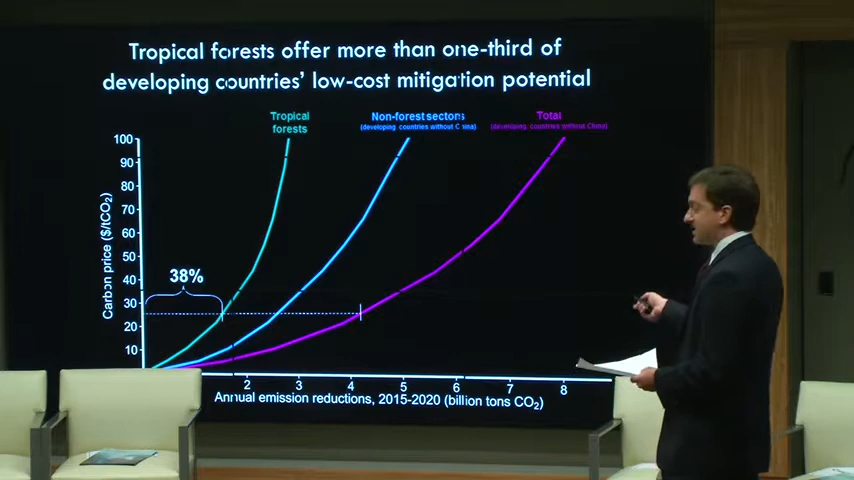 Tropical forests offer more than one-third of
developing countries' low-cost mitigation potential
Tropical
forests
Non-forest sectors
(developing countries without China)
Total
(developing countries without China)
100
90
80
70
60
50
40
30
20
10
Carbon price ($/tCO₂)
38%
2
3
4
5
6
7
8
Annual emission reductions, 2015-2020 (billion tons CO₂)